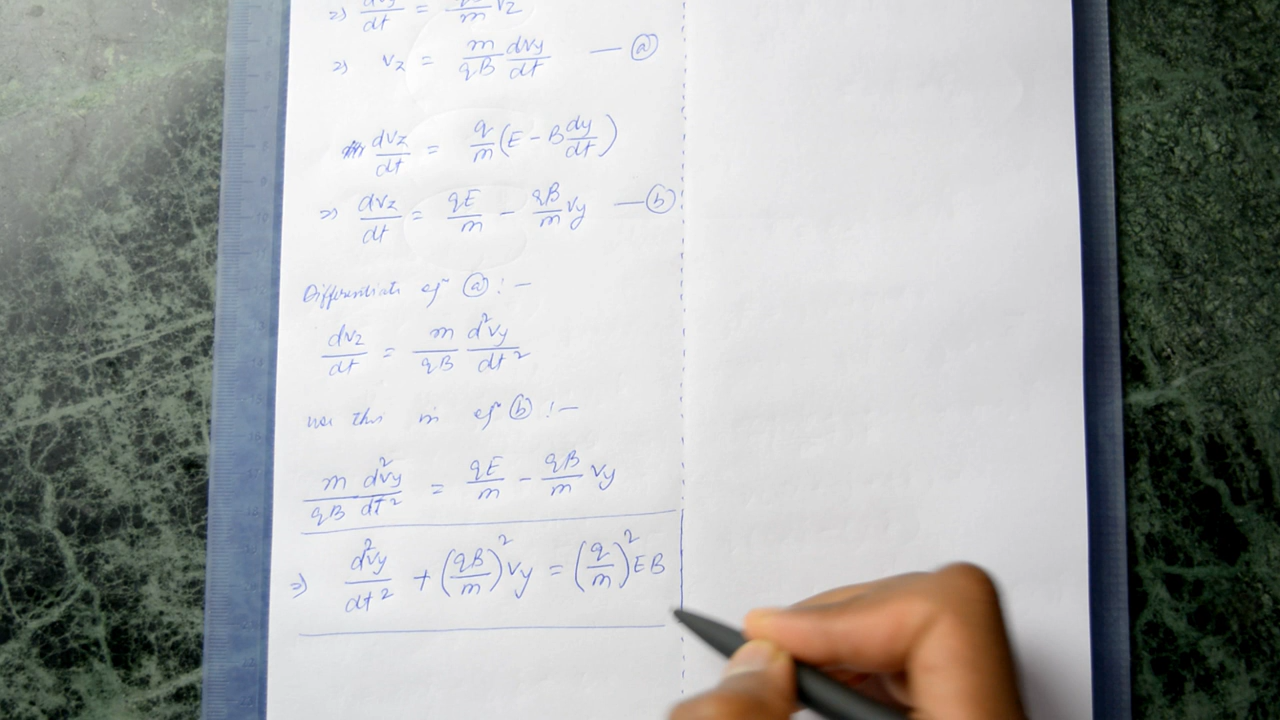 => dvy/dt = qB/m vz
=> vz = m/qB dvy/dt — (a)
dvz/dt = q/m (E - B dy/dt)
=> dvz/dt = qE/m - qB/m vy — (b)
Differentiate eqⁿ (a) :-
dvz/dt = m/qB d²vy/dt²
use this in eqⁿ (b) :-
m/qB d²vy/dt² = qE/m - qB/m vy
=> d²vy/dt² + (qB/m)² vy = (q/m)² EB